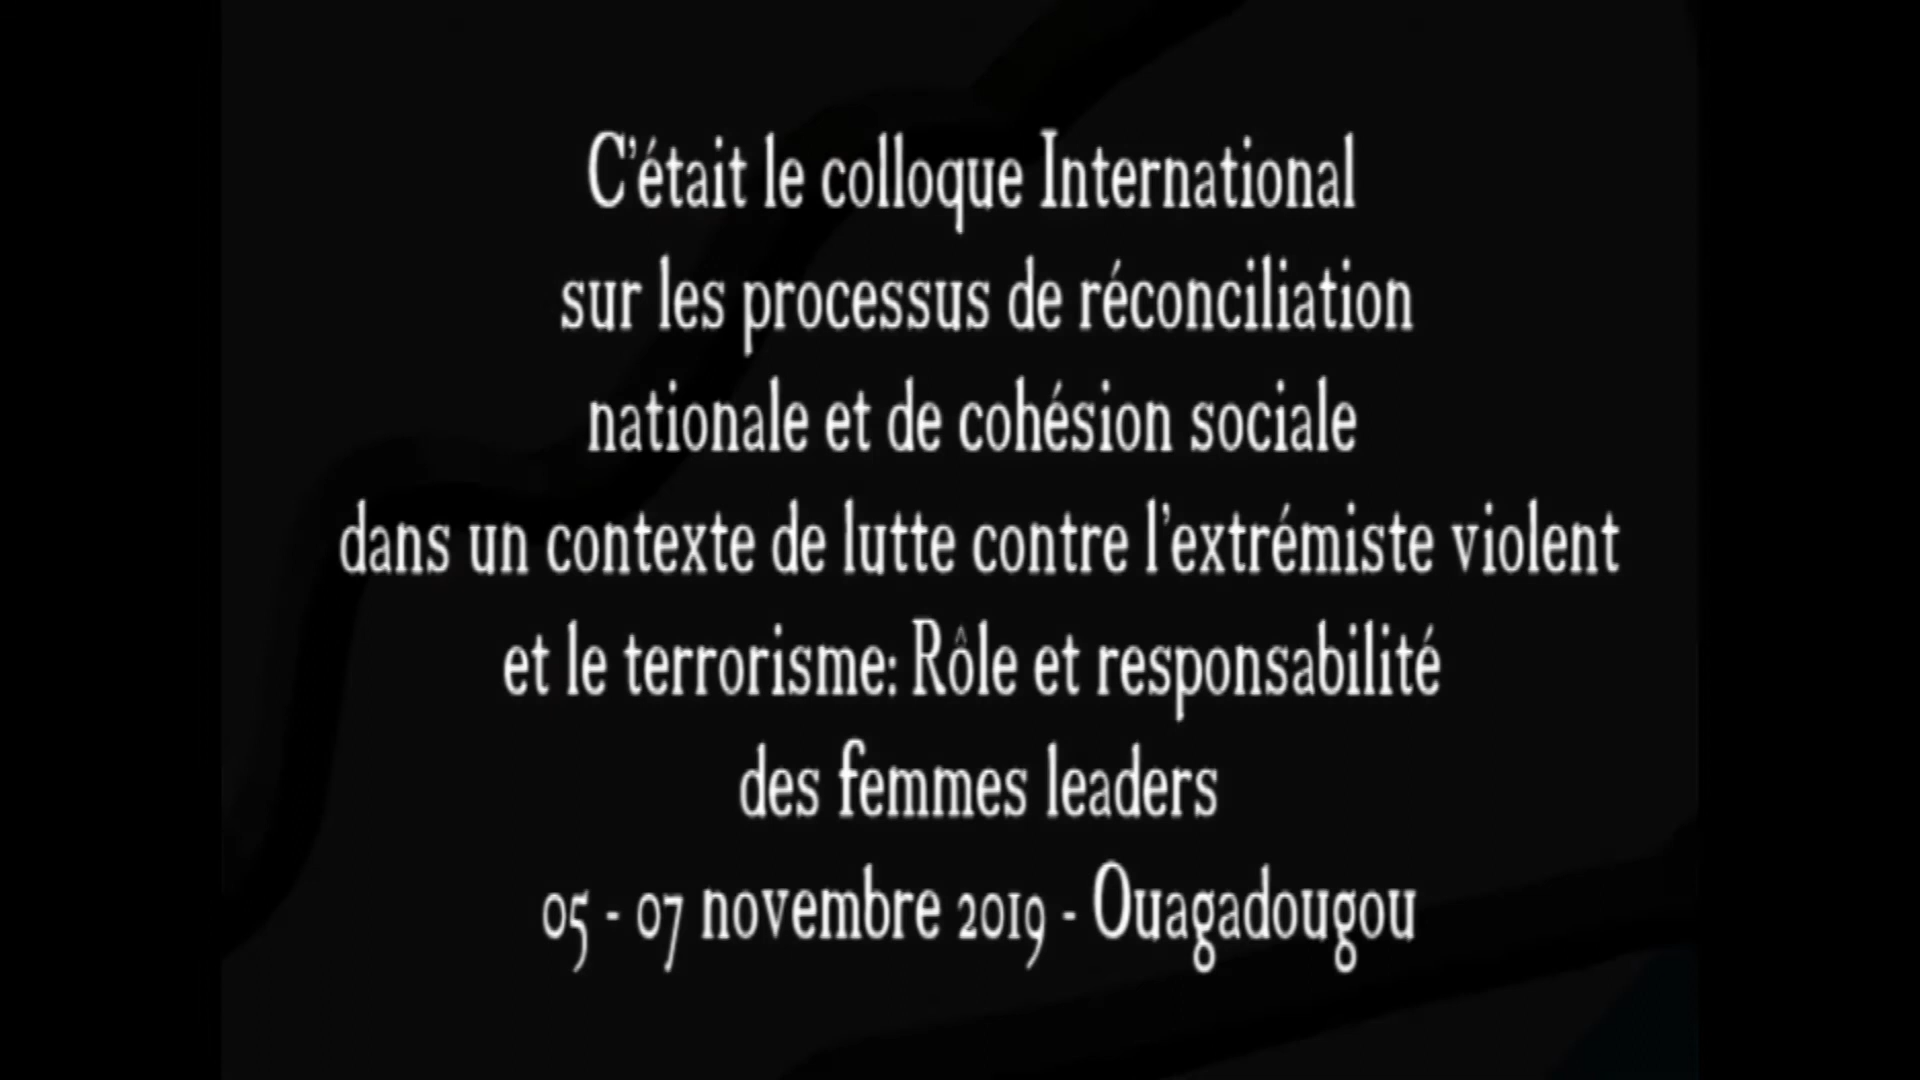 C'était le colloque International
sur les processus de réconciliation
nationale et de cohésion sociale
dans un contexte de lutte contre l'extrémiste violent
et le terrorisme: Rôle et responsabilité
des femmes leaders
05 - 07 novembre 2019 - Ouagadougou